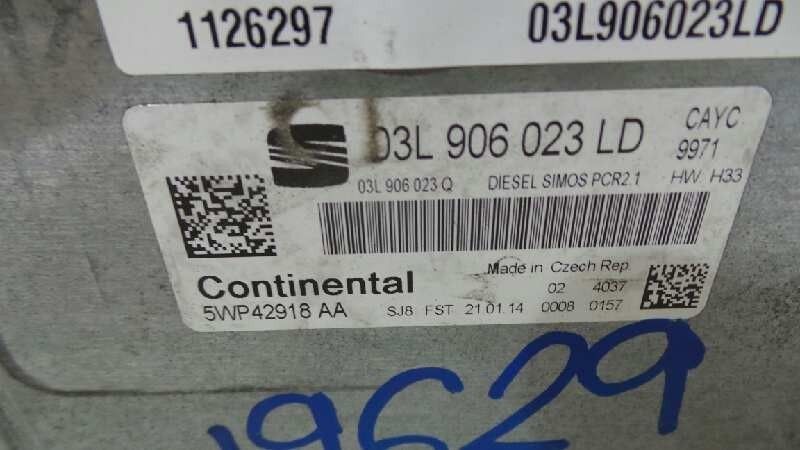 1126297 03L906023LD
03L 906 023 LD CAYC
9971
03L 906 023 Q DIESEL SIMOS PCR2.1 HW H33
Continental Made in Czech Rep
02 4037
5WP42918 AA SJ8 FST 21 01 14 0008 0157
19629